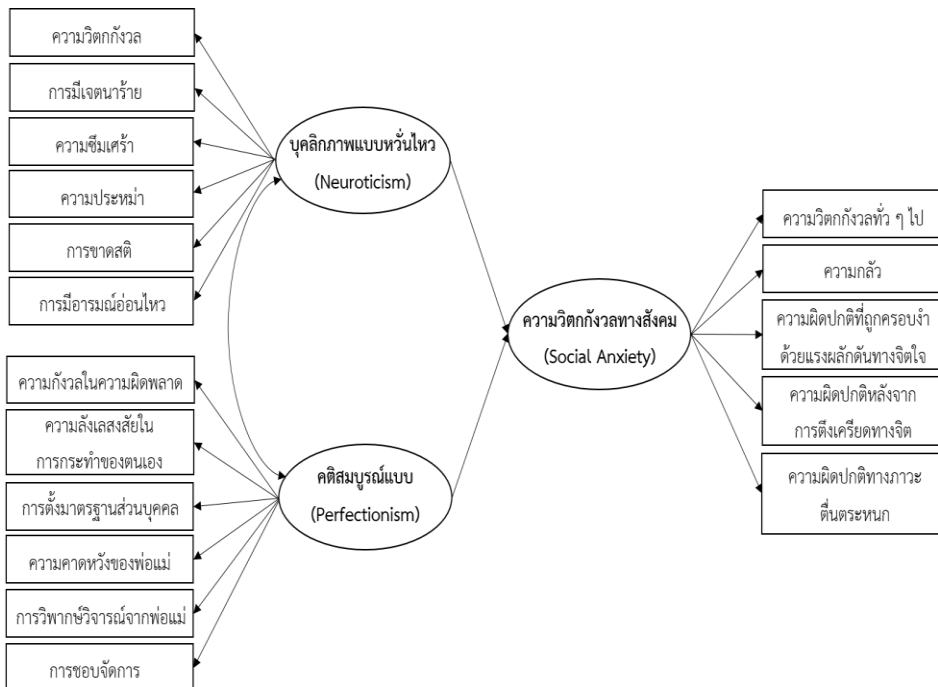 ความวิตกกังวล
การมีเจตนาร้าย
ความซึมเศร้า
ความประหม่า
การขาดสติ
การมีอารมณ์อ่อนไหว
บุคลิกภาพแบบหวั่นไหว
(Neuroticism)
ความกังวลในความผิดพลาด
ความลังเลสงสัยใน
การกระทำของตนเอง
การตั้งมาตรฐานส่วนบุคคล
ความคาดหวังของพ่อแม่
การวิพากษ์วิจารณ์จากพ่อแม่
การชอบจัดการ
คติสมบูรณ์แบบ
(Perfectionism)
ความวิตกกังวลทางสังคม
(Social Anxiety)
ความวิตกกังวลทั่ว ๆ ไป
ความกลัว
ความผิดปกติที่ถูกครอบงำ
ด้วยแรงผลักดันทางจิตใจ
ความผิดปกติหลังจาก
การตึงเครียดทางจิต
ความผิดปกติทางภาวะ
ตื่นตระหนก